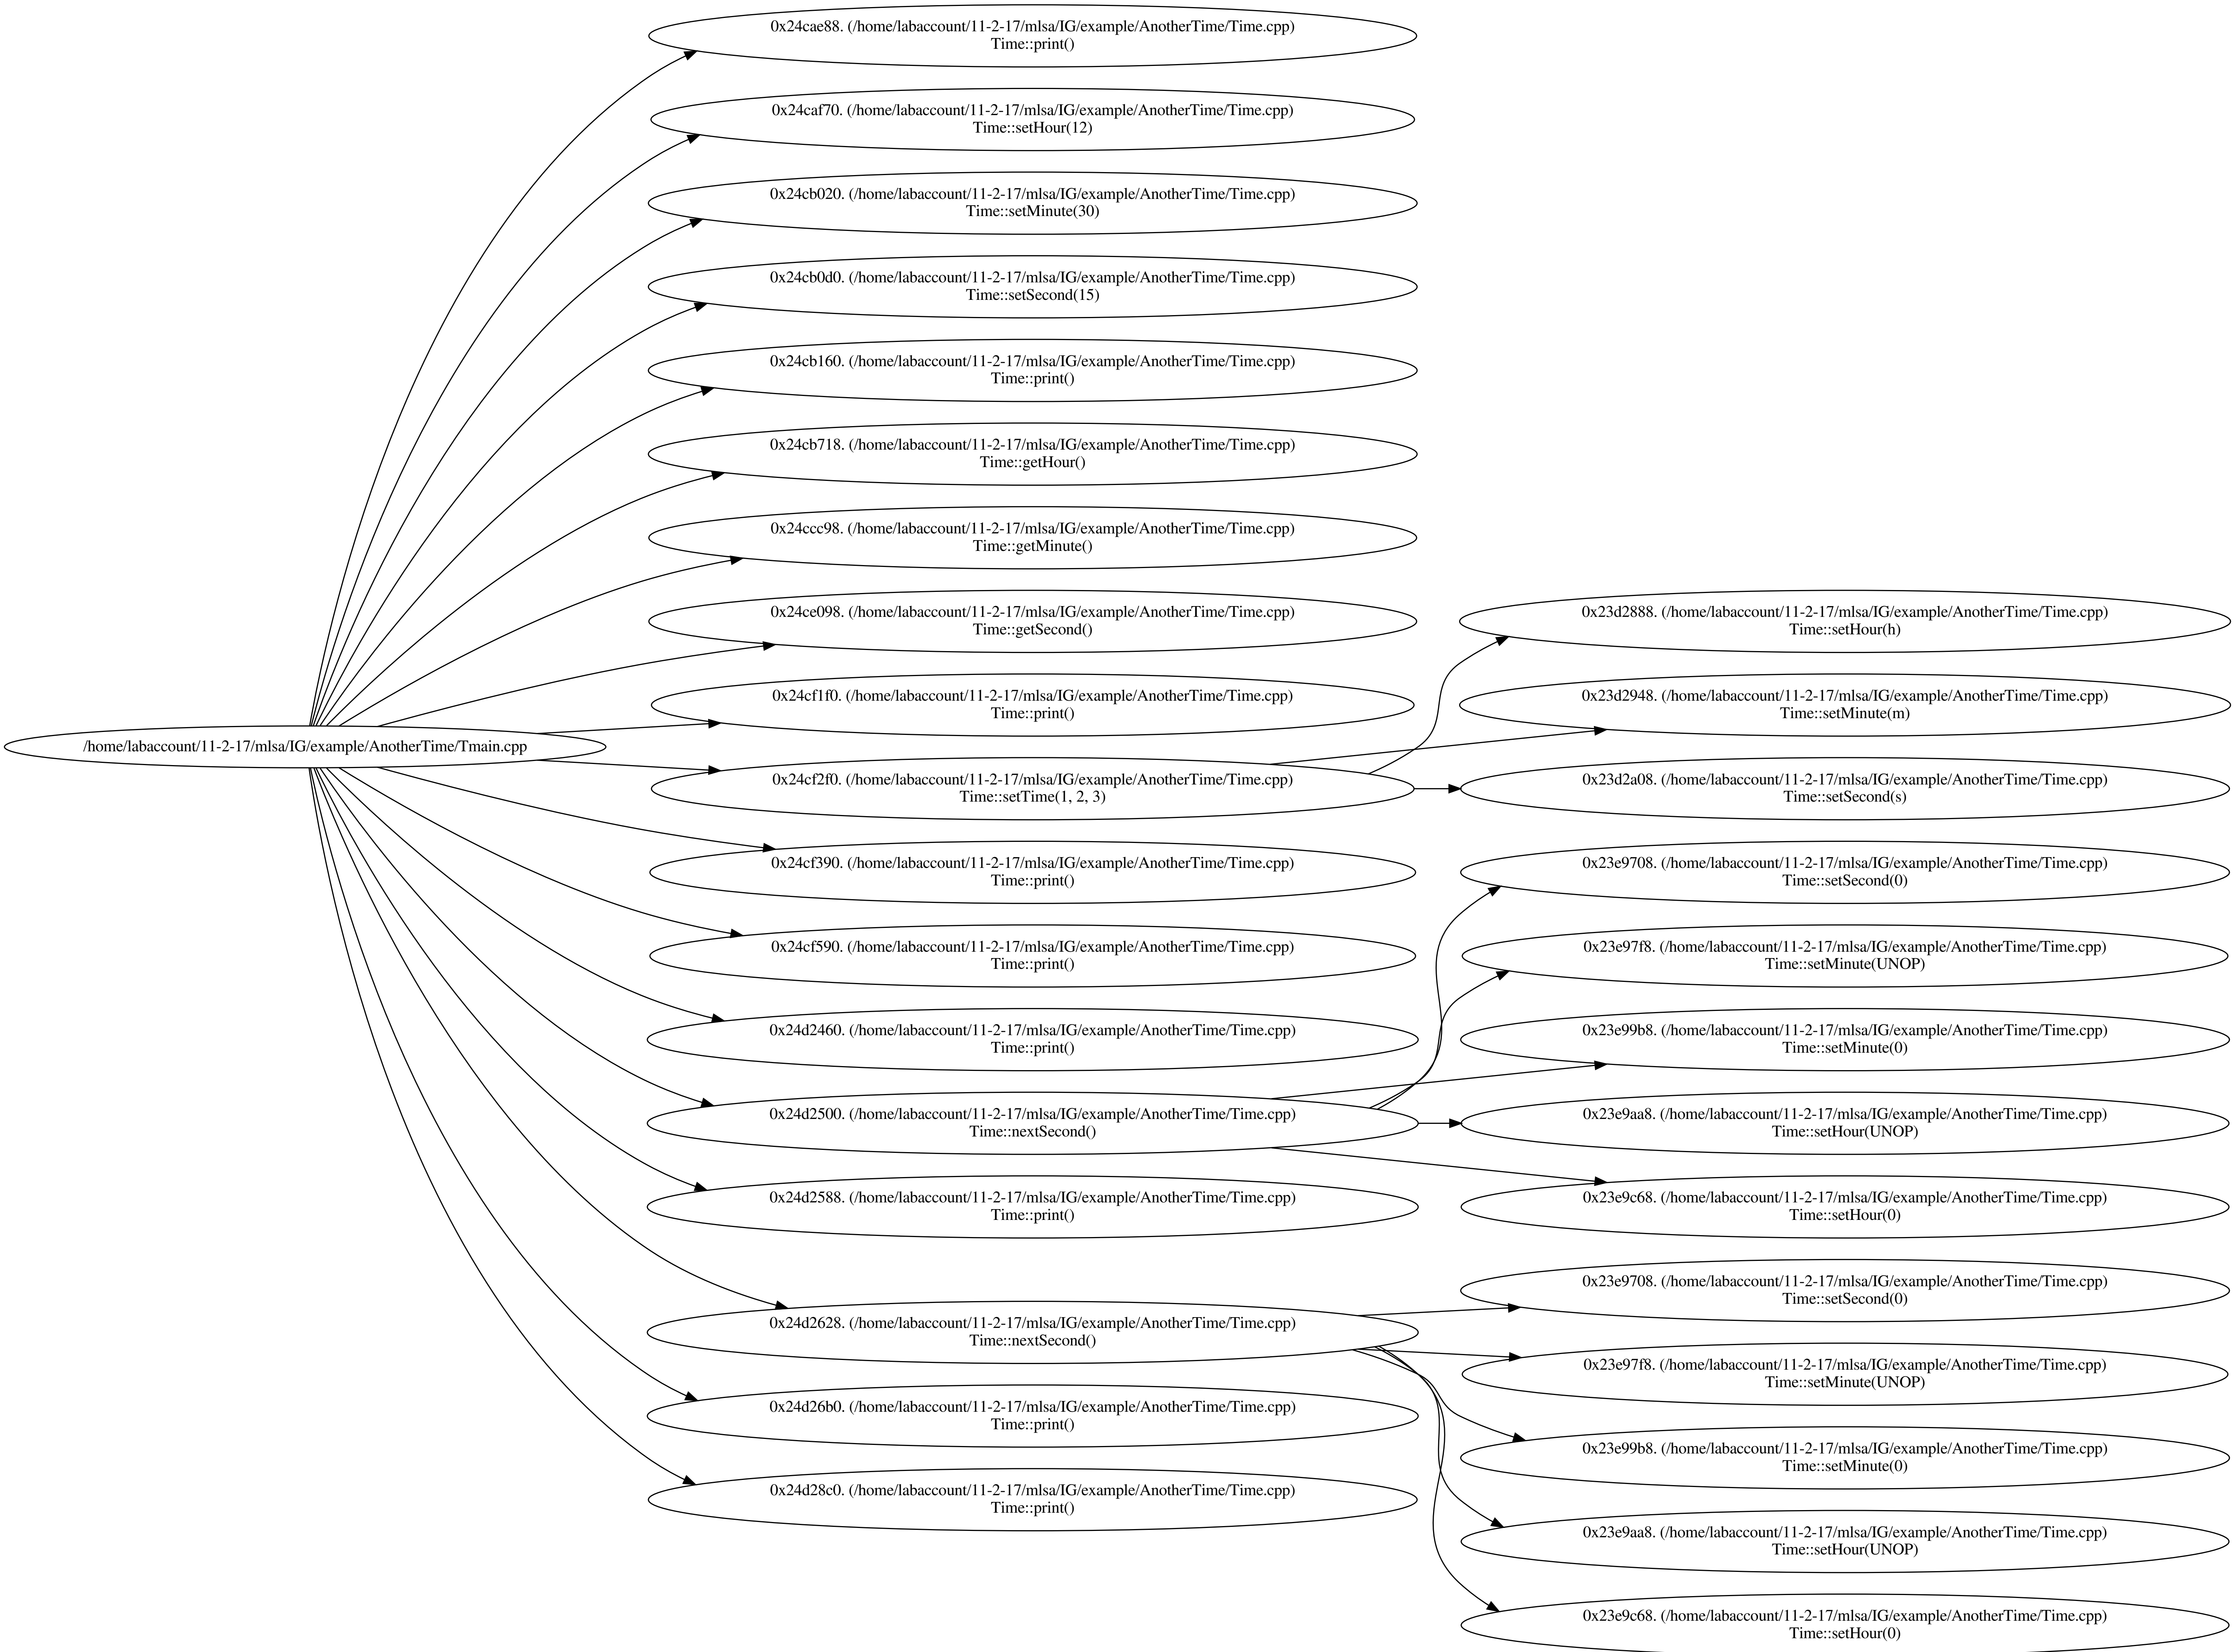 /home/labaccount/11-2-17/mlsa/IG/example/AnotherTime/Tmain.cpp
0x24cae88. (/home/labaccount/11-2-17/mlsa/IG/example/AnotherTime/Time.cpp)
Time::print()
0x24caf70. (/home/labaccount/11-2-17/mlsa/IG/example/AnotherTime/Time.cpp)
Time::setHour(12)
0x24cb020. (/home/labaccount/11-2-17/mlsa/IG/example/AnotherTime/Time.cpp)
Time::setMinute(30)
0x24cb0d0. (/home/labaccount/11-2-17/mlsa/IG/example/AnotherTime/Time.cpp)
Time::setSecond(15)
0x24cb160. (/home/labaccount/11-2-17/mlsa/IG/example/AnotherTime/Time.cpp)
Time::print()
0x24cb718. (/home/labaccount/11-2-17/mlsa/IG/example/AnotherTime/Time.cpp)
Time::getHour()
0x24ccc98. (/home/labaccount/11-2-17/mlsa/IG/example/AnotherTime/Time.cpp)
Time::getMinute()
0x24ce098. (/home/labaccount/11-2-17/mlsa/IG/example/AnotherTime/Time.cpp)
Time::getSecond()
0x24cf1f0. (/home/labaccount/11-2-17/mlsa/IG/example/AnotherTime/Time.cpp)
Time::print()
0x24cf2f0. (/home/labaccount/11-2-17/mlsa/IG/example/AnotherTime/Time.cpp)
Time::setTime(1, 2, 3)
0x24cf390. (/home/labaccount/11-2-17/mlsa/IG/example/AnotherTime/Time.cpp)
Time::print()
0x24cf590. (/home/labaccount/11-2-17/mlsa/IG/example/AnotherTime/Time.cpp)
Time::print()
0x24d2460. (/home/labaccount/11-2-17/mlsa/IG/example/AnotherTime/Time.cpp)
Time::print()
0x24d2500. (/home/labaccount/11-2-17/mlsa/IG/example/AnotherTime/Time.cpp)
Time::nextSecond()
0x24d2588. (/home/labaccount/11-2-17/mlsa/IG/example/AnotherTime/Time.cpp)
Time::print()
0x24d2628. (/home/labaccount/11-2-17/mlsa/IG/example/AnotherTime/Time.cpp)
Time::nextSecond()
0x24d26b0. (/home/labaccount/11-2-17/mlsa/IG/example/AnotherTime/Time.cpp)
Time::print()
0x24d28c0. (/home/labaccount/11-2-17/mlsa/IG/example/AnotherTime/Time.cpp)
Time::print()
0x23d2888. (/home/labaccount/11-2-17/mlsa/IG/example/AnotherTime/Time.cpp)
Time::setHour(h)
0x23d2948. (/home/labaccount/11-2-17/mlsa/IG/example/AnotherTime/Time.cpp)
Time::setMinute(m)
0x23d2a08. (/home/labaccount/11-2-17/mlsa/IG/example/AnotherTime/Time.cpp)
Time::setSecond(s)
0x23e9708. (/home/labaccount/11-2-17/mlsa/IG/example/AnotherTime/Time.cpp)
Time::setSecond(0)
0x23e97f8. (/home/labaccount/11-2-17/mlsa/IG/example/AnotherTime/Time.cpp)
Time::setMinute(UNOP)
0x23e99b8. (/home/labaccount/11-2-17/mlsa/IG/example/AnotherTime/Time.cpp)
Time::setMinute(0)
0x23e9aa8. (/home/labaccount/11-2-17/mlsa/IG/example/AnotherTime/Time.cpp)
Time::setHour(UNOP)
0x23e9c68. (/home/labaccount/11-2-17/mlsa/IG/example/AnotherTime/Time.cpp)
Time::setHour(0)
0x23e9708. (/home/labaccount/11-2-17/mlsa/IG/example/AnotherTime/Time.cpp)
Time::setSecond(0)
0x23e97f8. (/home/labaccount/11-2-17/mlsa/IG/example/AnotherTime/Time.cpp)
Time::setMinute(UNOP)
0x23e99b8. (/home/labaccount/11-2-17/mlsa/IG/example/AnotherTime/Time.cpp)
Time::setMinute(0)
0x23e9aa8. (/home/labaccount/11-2-17/mlsa/IG/example/AnotherTime/Time.cpp)
Time::setHour(UNOP)
0x23e9c68. (/home/labaccount/11-2-17/mlsa/IG/example/AnotherTime/Time.cpp)
Time::setHour(0)